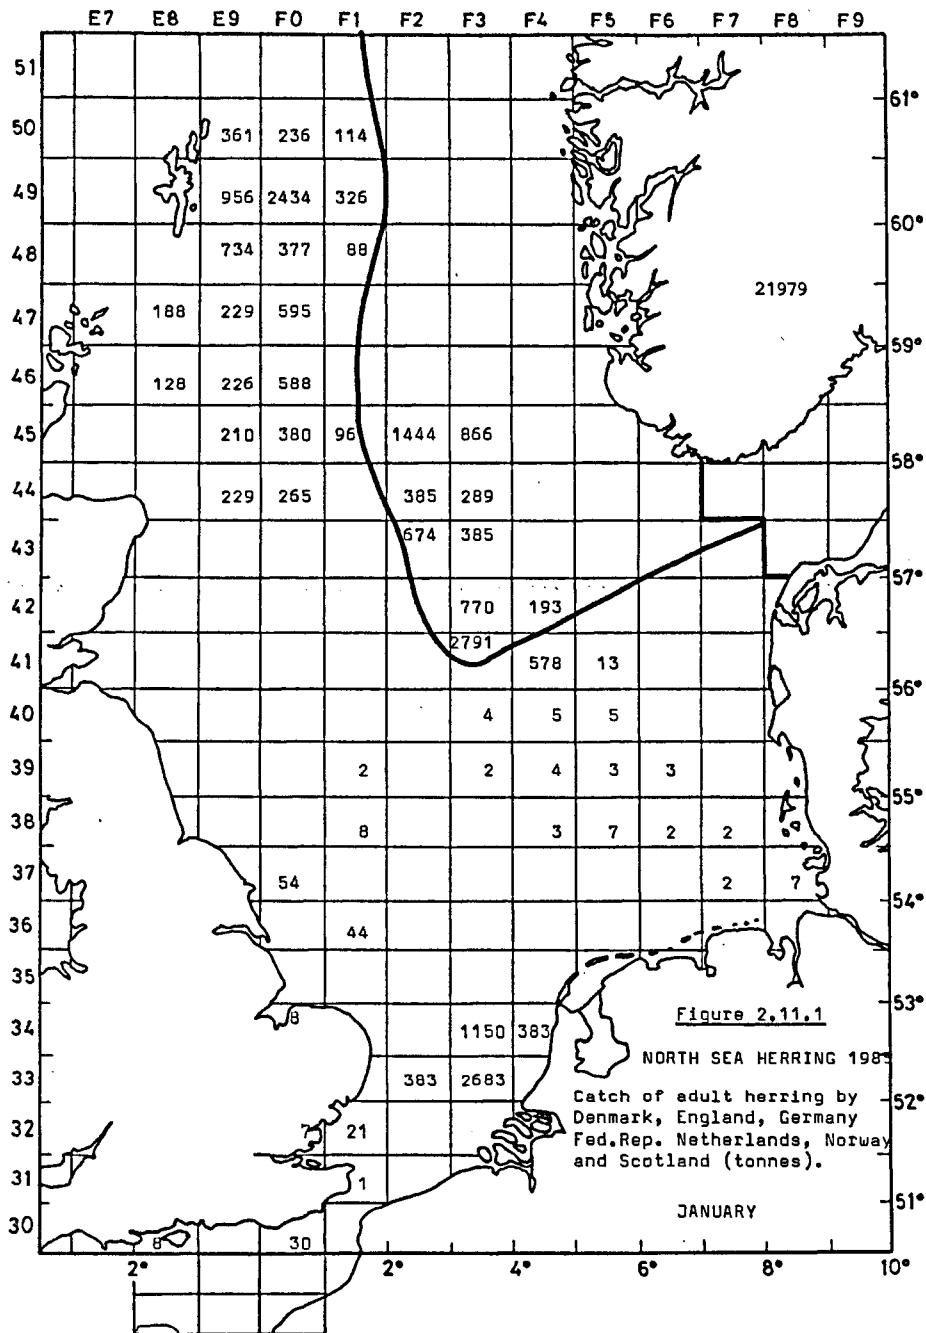 E7 E8 E9 F0 F1 F2 F3 F4 F5 F6 F7 F8 F9
51
61°
50 361 236 114
49 956 2434 326
60°
48 734 377 88
21979
47 188 229 595
59°
46 128 226 588
45 210 380 96 1444 866
58°
44 229 265 385 289
43 674 385
57°
42 770 193
2791
41 578 13
56°
40 4 5 5
39 2 2 4 3 3
55°
38 8 3 7 2 2
37 54 2 7
54°
36 44
35
53°
34 8 1150 383
Figure 2.11.1
NORTH SEA HERRING 1985
33 383 2683
Catch of adult herring by
52°
Denmark, England, Germany
32 7 21
Fed.Rep. Netherlands, Norway
and Scotland (tonnes).
31 1
51°
JANUARY
30 8 30
2° 2° 4° 6° 8° 10°